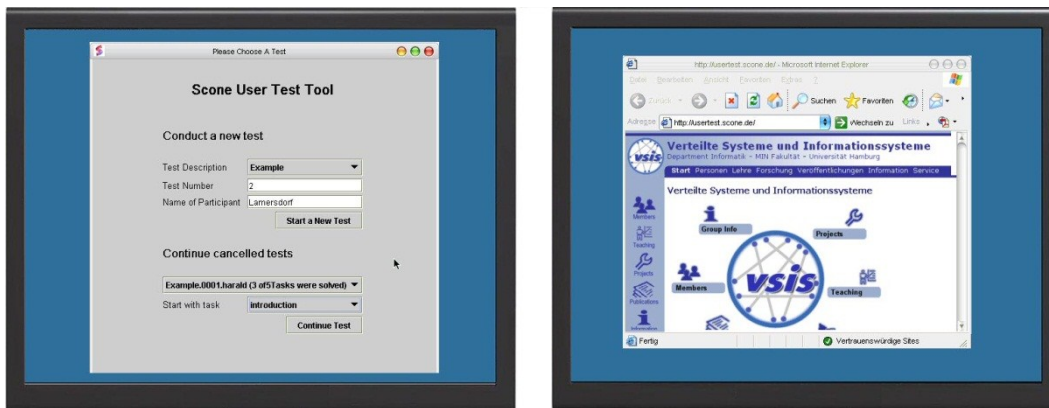 Please Choose A Test
Scone User Test Tool
Conduct a new test
Test Description Example
Test Number 2
Name of Participant Lamersdorf
Start a New Test
Continue cancelled tests
Example.0001.harald (3 of5Tasks were solved)
Start with task introduction
Continue Test
http://usertest.scone.de/ - Microsoft Internet Explorer
Datei Bearbeiten Ansicht Favoriten Extras ?
Zurück Suchen Favoriten
Adresse http://usertest.scone.de/ Wechseln zu Links
vsis
Verteilte Systeme und Informationssysteme
Department Informatik - MIN Fakultät - Universität Hamburg
Start Personen Lehre Forschung Veröffentlichungen Information Service
Verteilte Systeme und Informationssysteme
Members
Teaching
Projects
Publications
Information
Group Info
Projects
Members
vsis
Teaching
Fertig
Vertrauenswürdige Sites